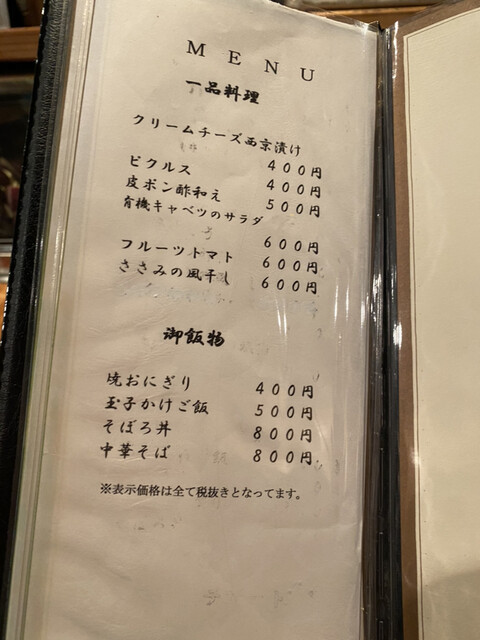 MENU
一品料理
クリームチーズ西京漬け
400円
ピクルス 400円
皮ポン酢和え 500円
有機キャベツのサラダ
600円
フルーツトマト 600円
ささみの風干し 600円
御飯物
焼おにぎり 400円
玉子かけご飯 500円
そぼろ丼 800円
中華そば 800円
※表示価格は全て税抜きとなってます。